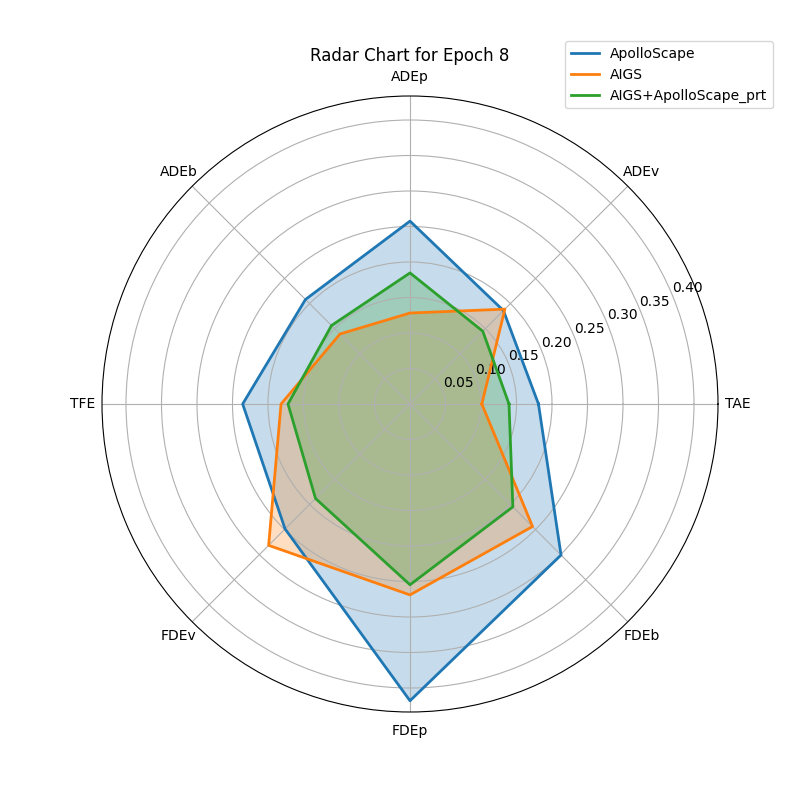 Radar Chart for Epoch 8
ApolloScape
AIGS
AIGS+ApolloScape_prt
ADEp
ADEb
ADEv
0.40
0.35
0.30
0.25
0.20
0.15
0.10
0.05
TFE
TAE
FDEv
FDEb
FDEp